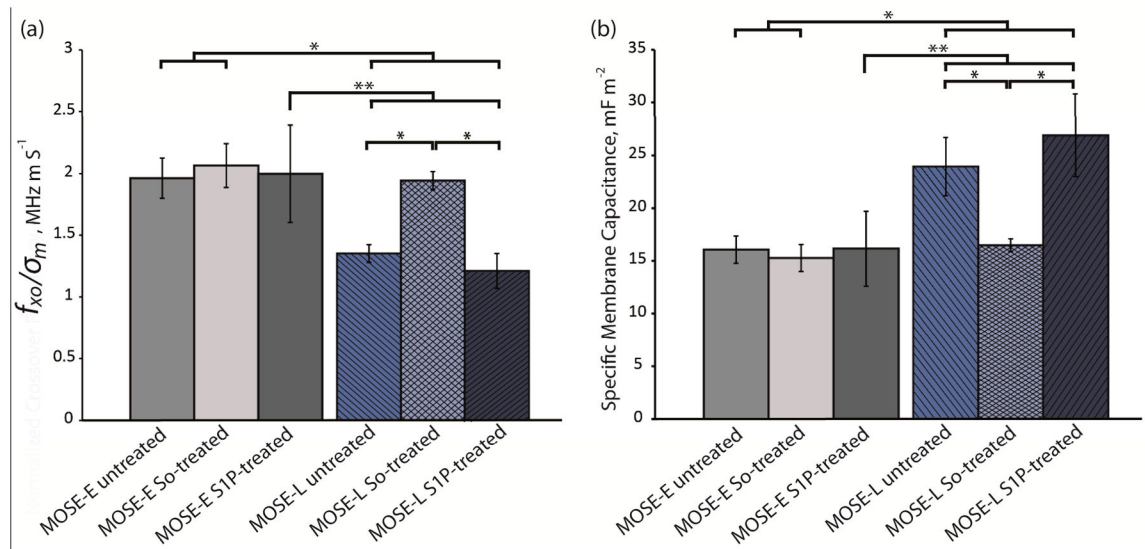 (a)
*
**
*
*
3
2.5
2
1.5
1
0.5
0
f_xo/σ_m , MHz m S⁻¹
MOSE-E untreated
MOSE-E So-treated
MOSE-E S1P-treated
MOSE-L untreated
MOSE-L So-treated
MOSE-L S1P-treated
(b)
*
**
*
*
35
30
25
20
15
10
5
0
Specific Membrane Capacitance, mF m⁻²
MOSE-E untreated
MOSE-E So-treated
MOSE-E S1P-treated
MOSE-L untreated
MOSE-L So-treated
MOSE-L S1P-treated